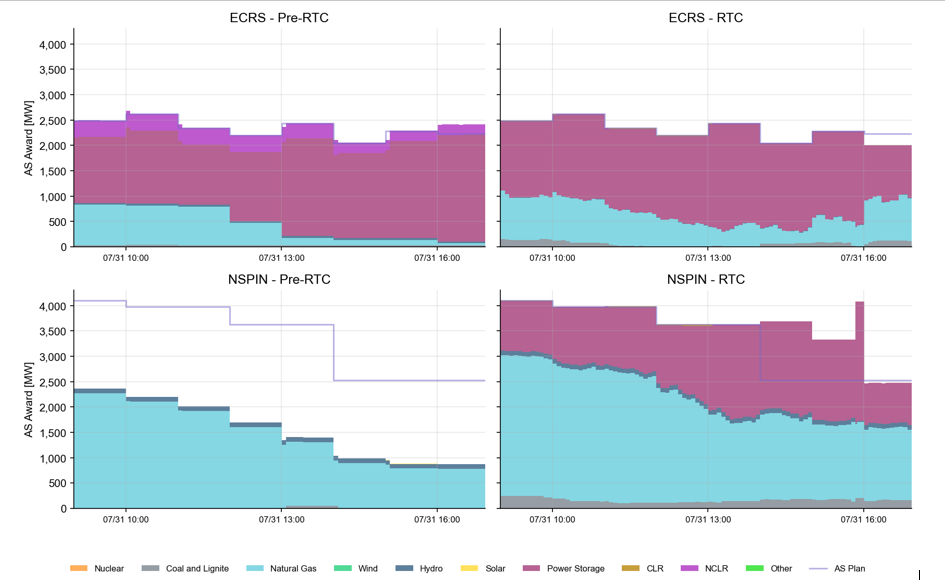 ECRS - Pre-RTC
ECRS - RTC
AS Award [MW]
4,000
3,500
3,000
2,500
2,000
1,500
1,000
500
0
07/31 10:00 07/31 13:00 07/31 16:00
07/31 10:00 07/31 13:00 07/31 16:00
NSPIN - Pre-RTC
NSPIN - RTC
AS Award [MW]
4,000
3,500
3,000
2,500
2,000
1,500
1,000
500
0
07/31 10:00 07/31 13:00 07/31 16:00
07/31 10:00 07/31 13:00 07/31 16:00
Nuclear Coal and Lignite Natural Gas Wind Hydro Solar Power Storage CLR NCLR Other AS Plan